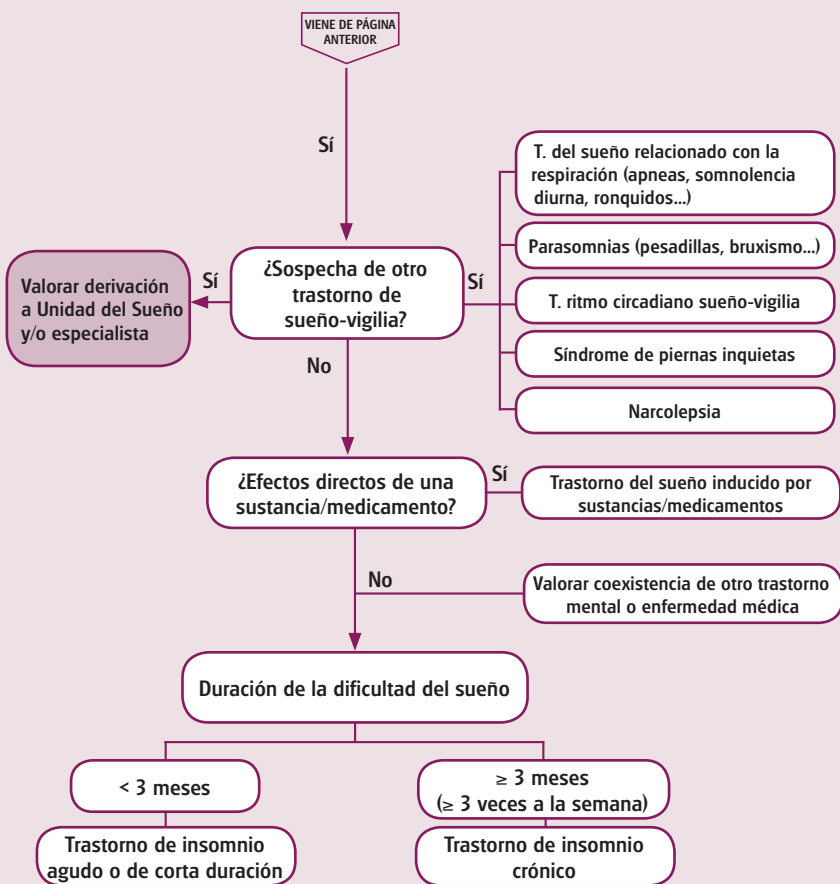 VIENE DE PÁGINA
ANTERIOR
Sí
T. del sueño relacionado con la
respiración (apneas, somnolencia
diurna, ronquidos...)
Parasomnias (pesadillas, bruxismo...)
T. ritmo circadiano sueño-vigilia
Síndrome de piernas inquietas
Narcolepsia
Sí
¿Sospecha de otro
trastorno de
sueño-vigilia?
Sí
Valorar derivación
a Unidad del Sueño
y/o especialista
No
¿Efectos directos de una
sustancia/medicamento?
Sí
Trastorno del sueño inducido por
sustancias/medicamentos
No
Valorar coexistencia de otro trastorno
mental o enfermedad médica
Duración de la dificultad del sueño
< 3 meses
≥ 3 meses
(≥ 3 veces a la semana)
Trastorno de insomnio
agudo o de corta duración
Trastorno de insomnio
crónico